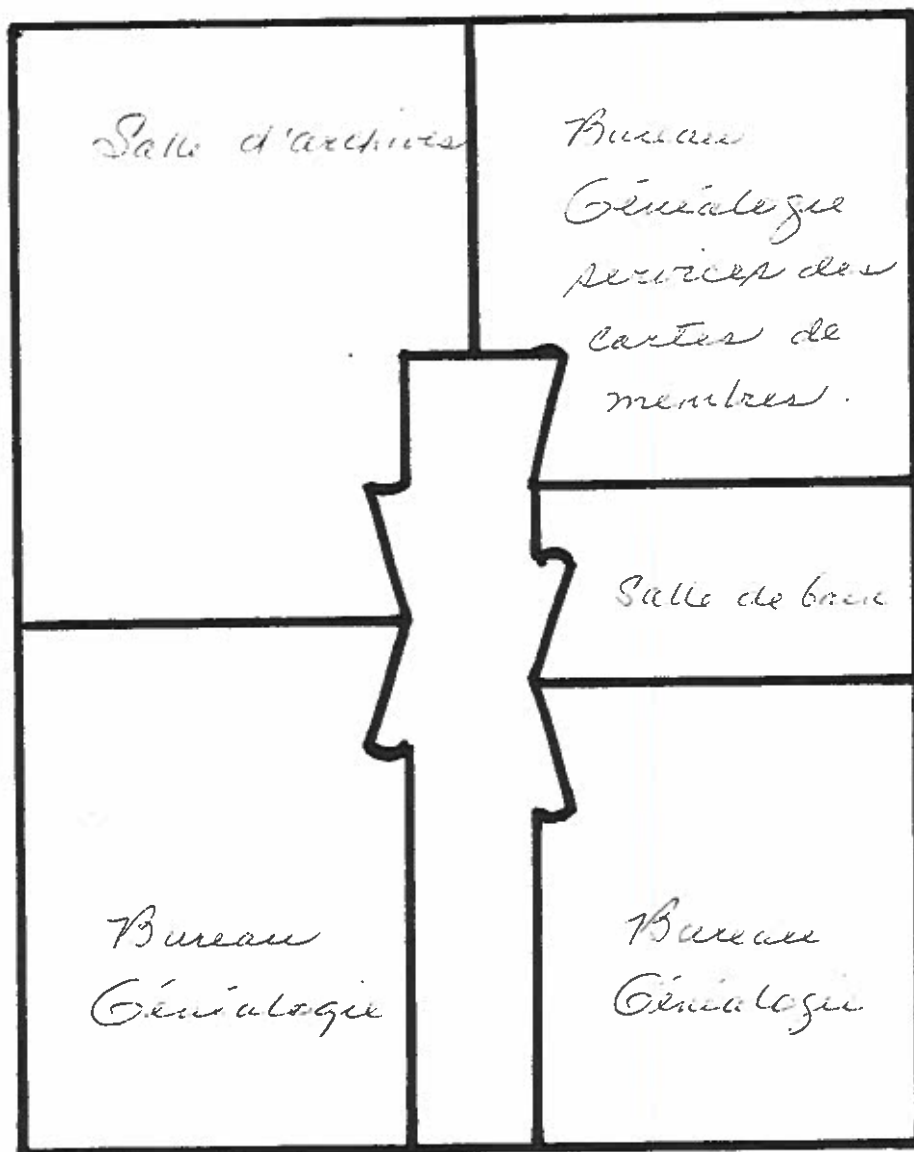 Salle d'archives
Bureau
Généalogie
services des
cartes de
membres.
Salle de bain
Bureau
Généalogie
Bureau
Généalogie